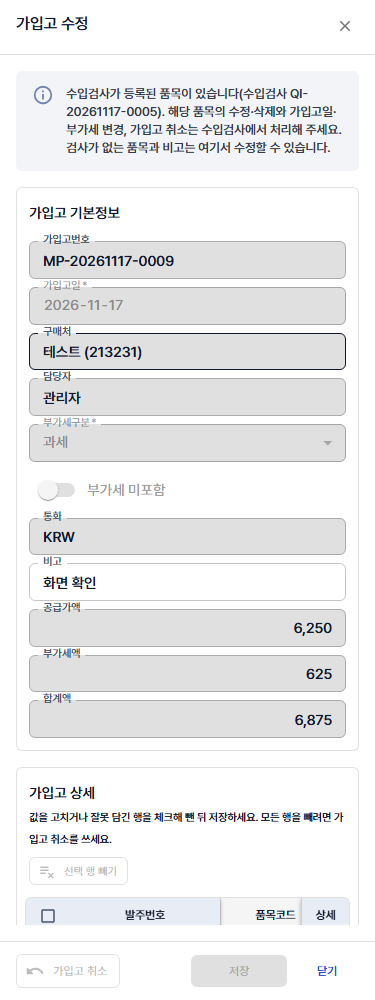 가입고 수정
수입검사가 등록된 품목이 있습니다(수입검사 QI-
20261117-0005). 해당 품목의 수정·삭제와 가입고일·
부가세 변경, 가입고 취소는 수입검사에서 처리해 주세요.
검사가 없는 품목과 비고는 여기서 수정할 수 있습니다.
가입고 기본정보
가입고번호
MP-20261117-0009
가입고일 *
2026-11-17
구매처
테스트 (213231)
담당자
관리자
부가세구분 *
과세
부가세 미포함
통화
KRW
비고
화면 확인
공급가액
6,250
부가세액
625
합계액
6,875
가입고 상세
값을 고치거나 잘못 담긴 행을 체크해 뺀 뒤 저장하세요. 모든 행을 빼려면 가
입고 취소를 쓰세요.
선택 행 빼기
발주번호 품목코드 상세
가입고 취소 저장 닫기